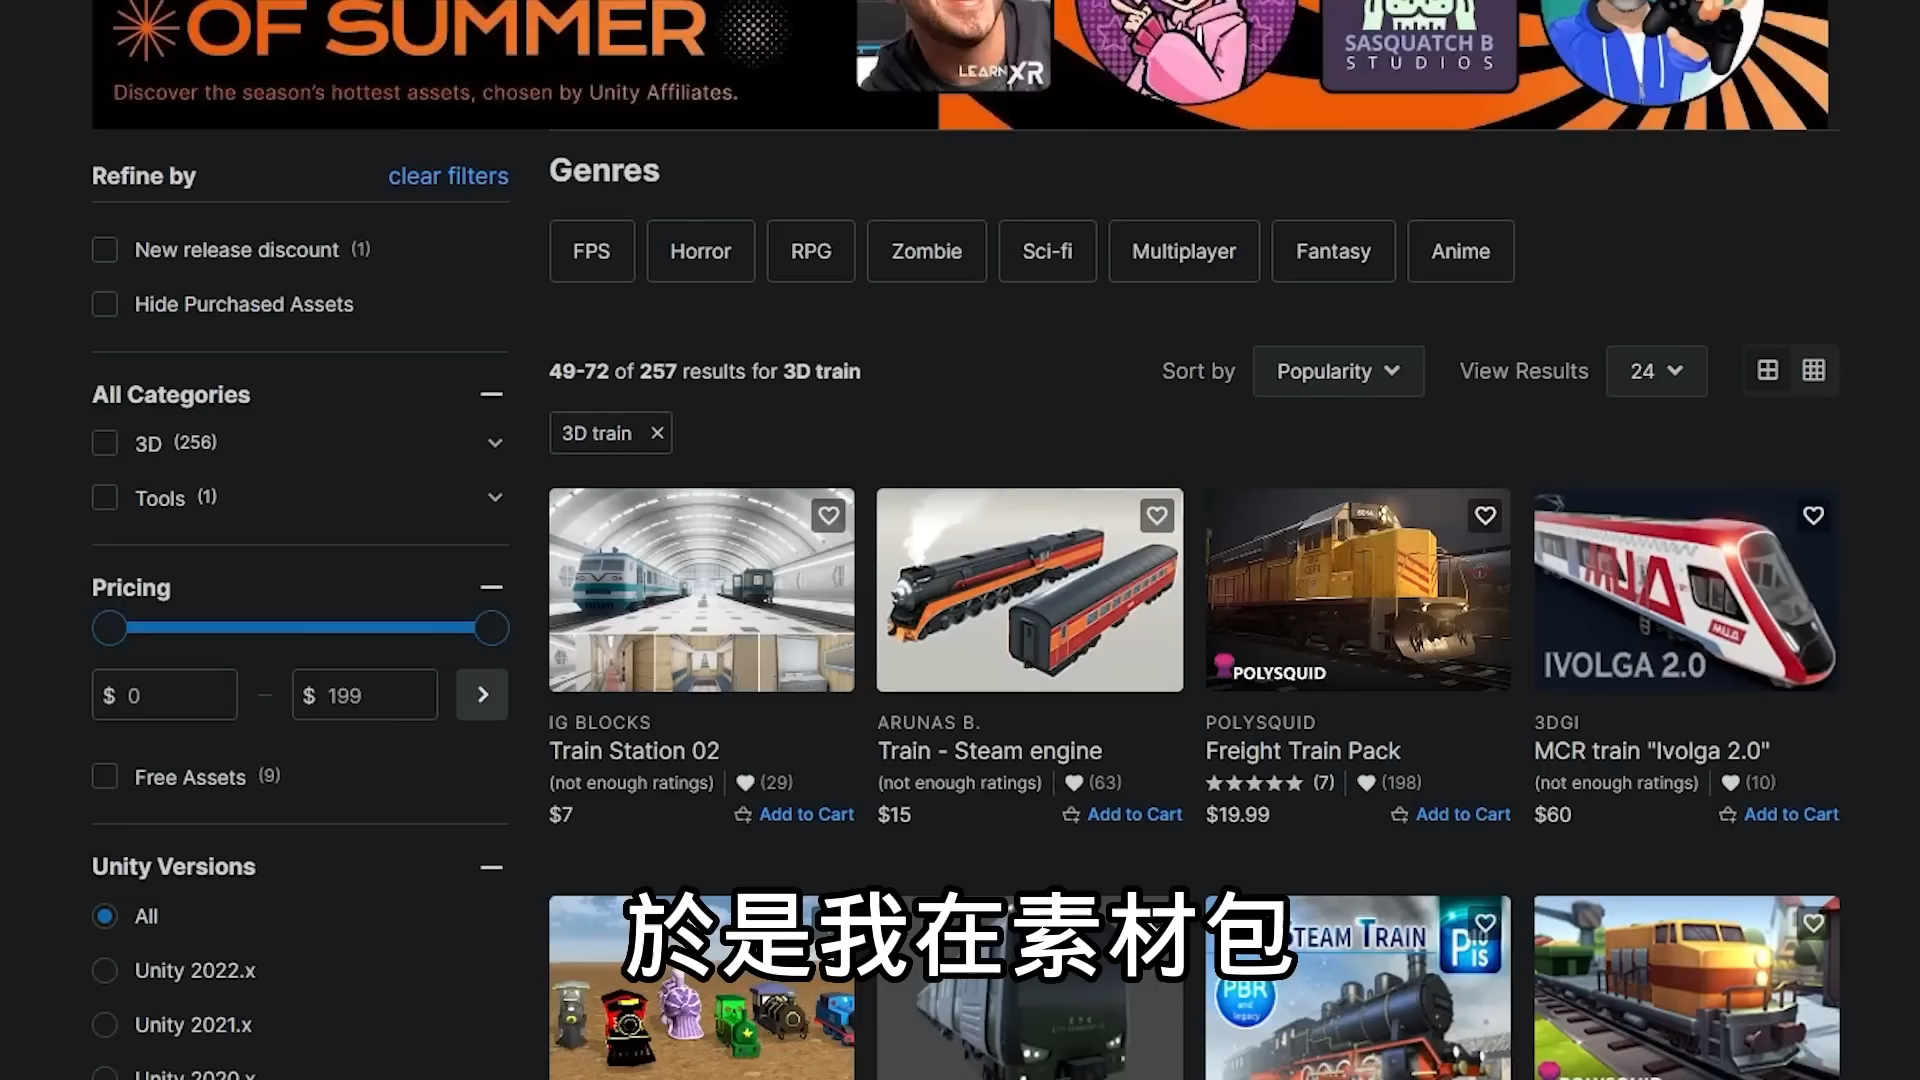 OF SUMMER
Discover the season's hottest assets, chosen by Unity Affiliates.
LEARN XR
SASQUATCH B
STUDIOS
Refine by
clear filters
New release discount (1)
Hide Purchased Assets
All Categories
3D (256)
Tools (1)
Pricing
$ 0
$ 199
Free Assets (9)
Unity Versions
All
Unity 2022.x
Unity 2021.x
Unity 2020.x
Genres
FPS
Horror
RPG
Zombie
Sci-fi
Multiplayer
Fantasy
Anime
49-72 of 257 results for 3D train
Sort by
Popularity
View Results
24
3D train
POLYSQUID
IVOLGA 2.0
IG BLOCKS
Train Station 02
(not enough ratings) (29)
$7
Add to Cart
ARUNAS B.
Train - Steam engine
(not enough ratings) (63)
$15
Add to Cart
POLYSQUID
Freight Train Pack
(7) (198)
$19.99
Add to Cart
3DGI
MCR train "Ivolga 2.0"
(not enough ratings) (10)
$60
Add to Cart
於是我在素材包
TEAM TRAIN
PBR
and
legacy